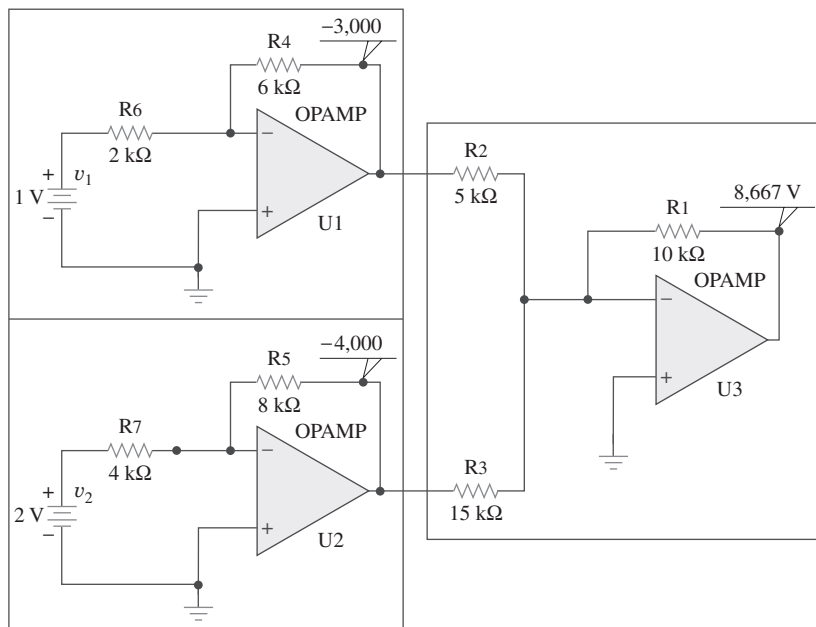 −3,000
R4
6 kΩ
OPAMP
R6
2 kΩ
−
+
v1
1 V
−
+
U1
R2
5 kΩ
8,667 V
R1
10 kΩ
OPAMP
−
+
U3
−4,000
R5
8 kΩ
OPAMP
R7
4 kΩ
−
+
v2
2 V
−
+
U2
R3
15 kΩ